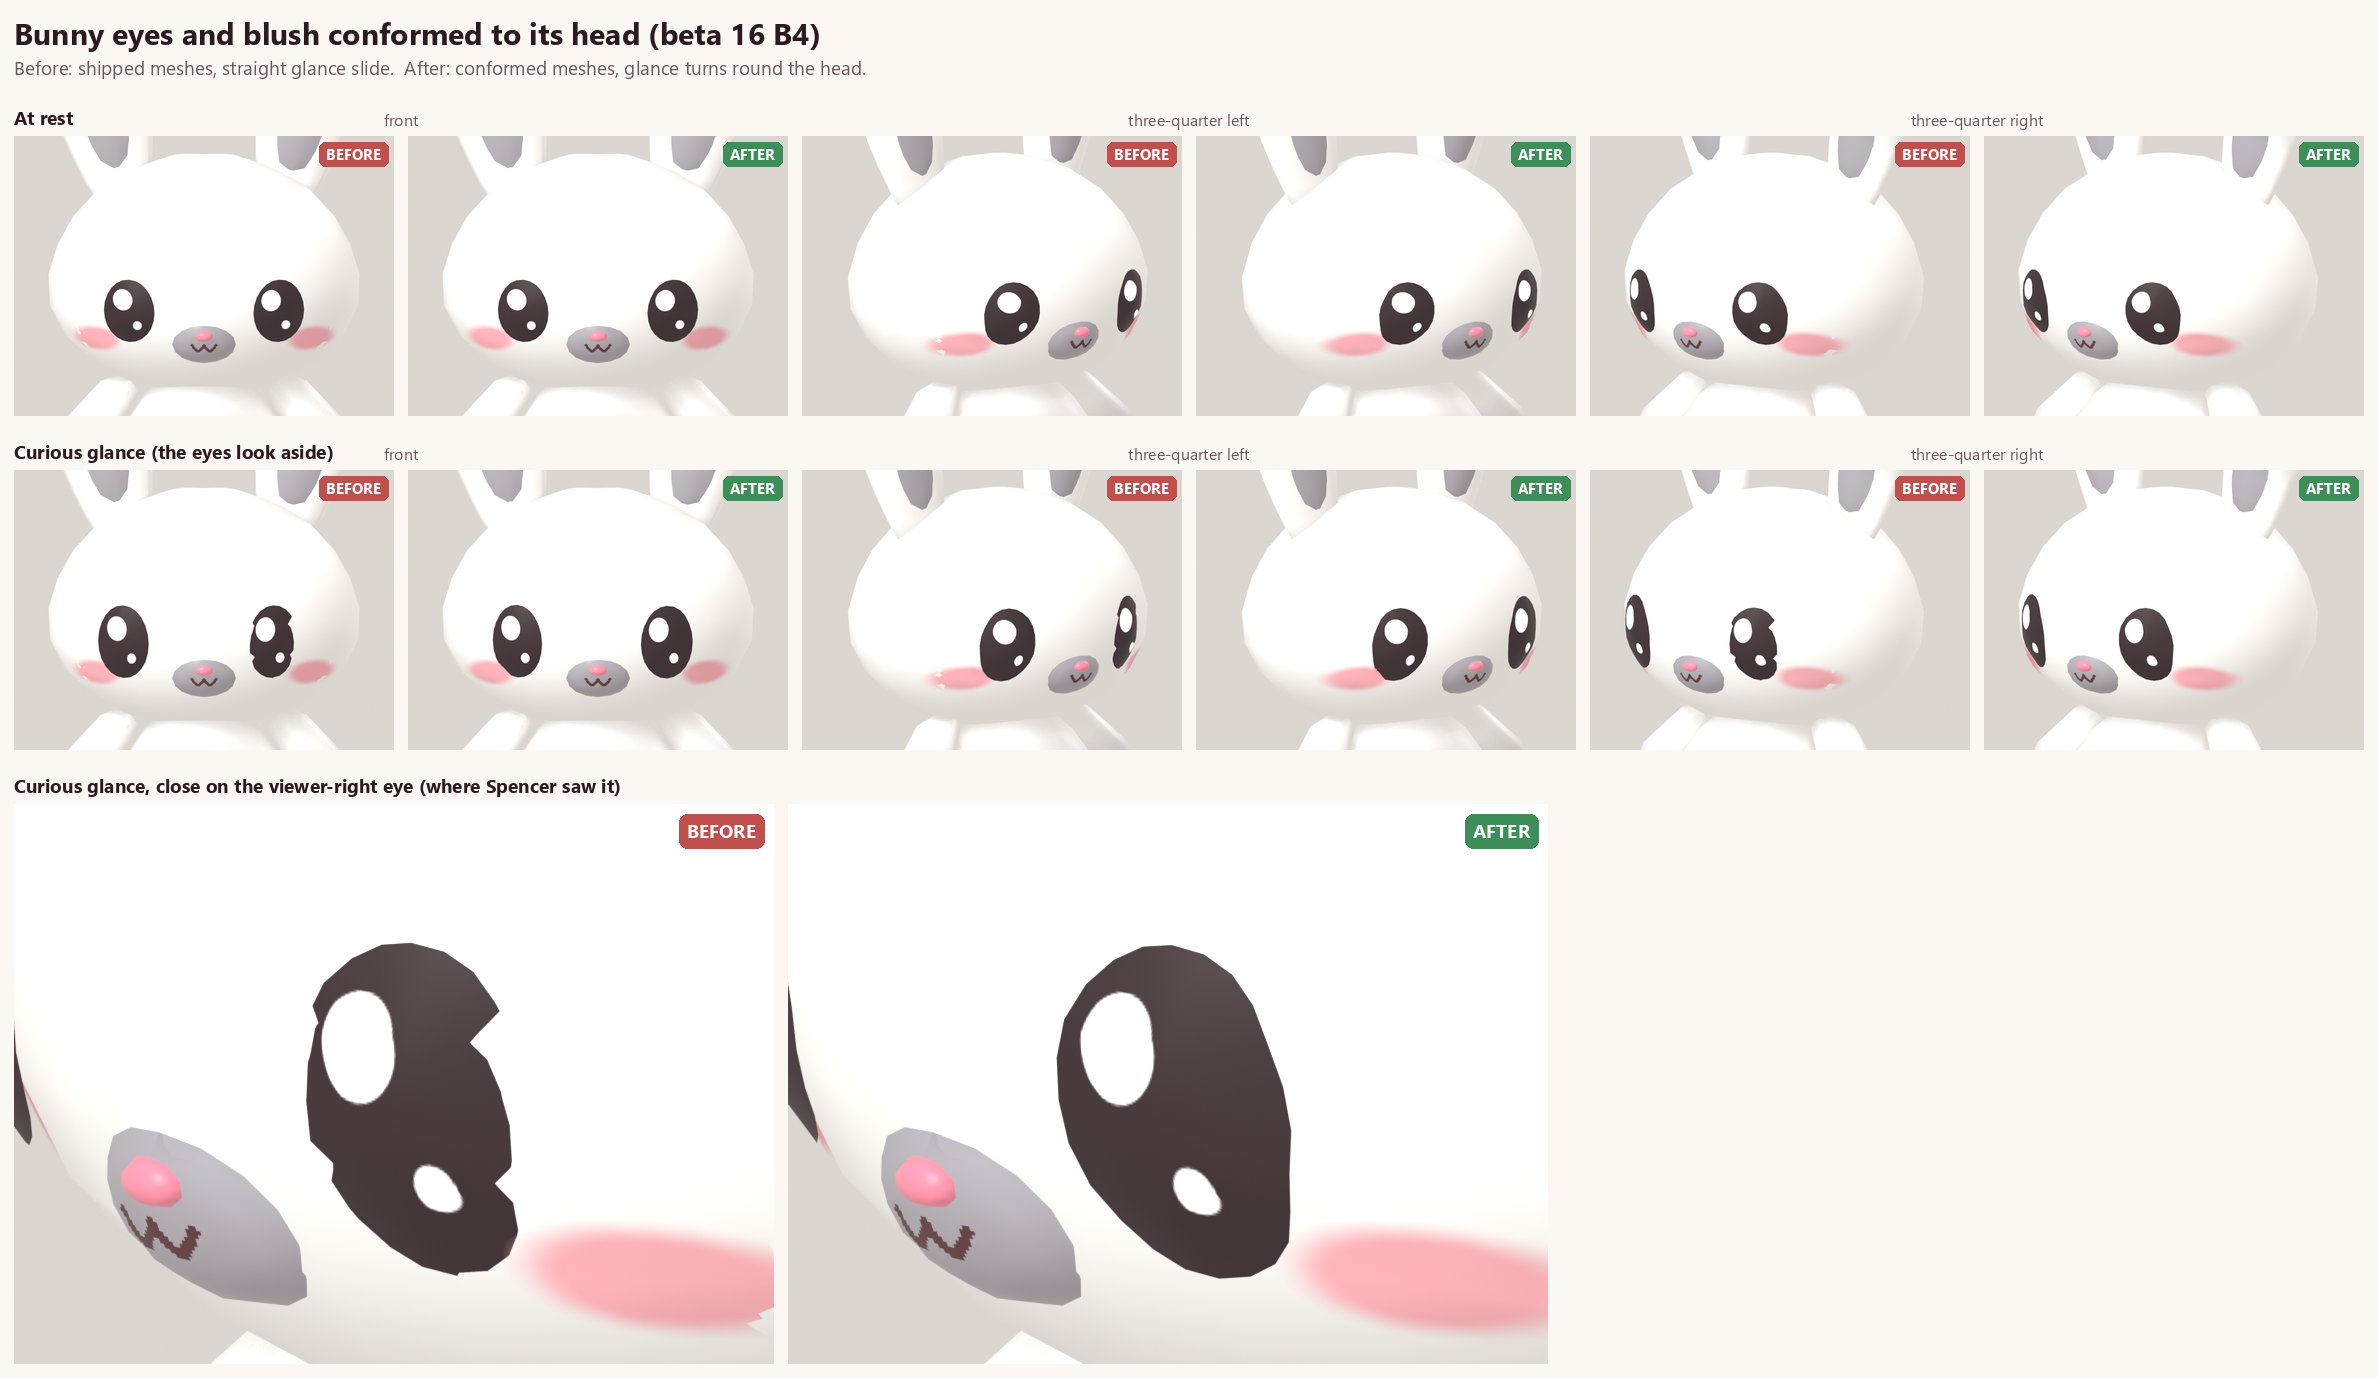 Bunny eyes and blush conformed to its head (beta 16 B4)
Before: shipped meshes, straight glance slide.  After: conformed meshes, glance turns round the head.
At rest
front
three-quarter left
three-quarter right
BEFORE
AFTER
BEFORE
AFTER
BEFORE
AFTER
Curious glance (the eyes look aside)
front
three-quarter left
three-quarter right
BEFORE
AFTER
BEFORE
AFTER
BEFORE
AFTER
Curious glance, close on the viewer-right eye (where Spencer saw it)
BEFORE
AFTER